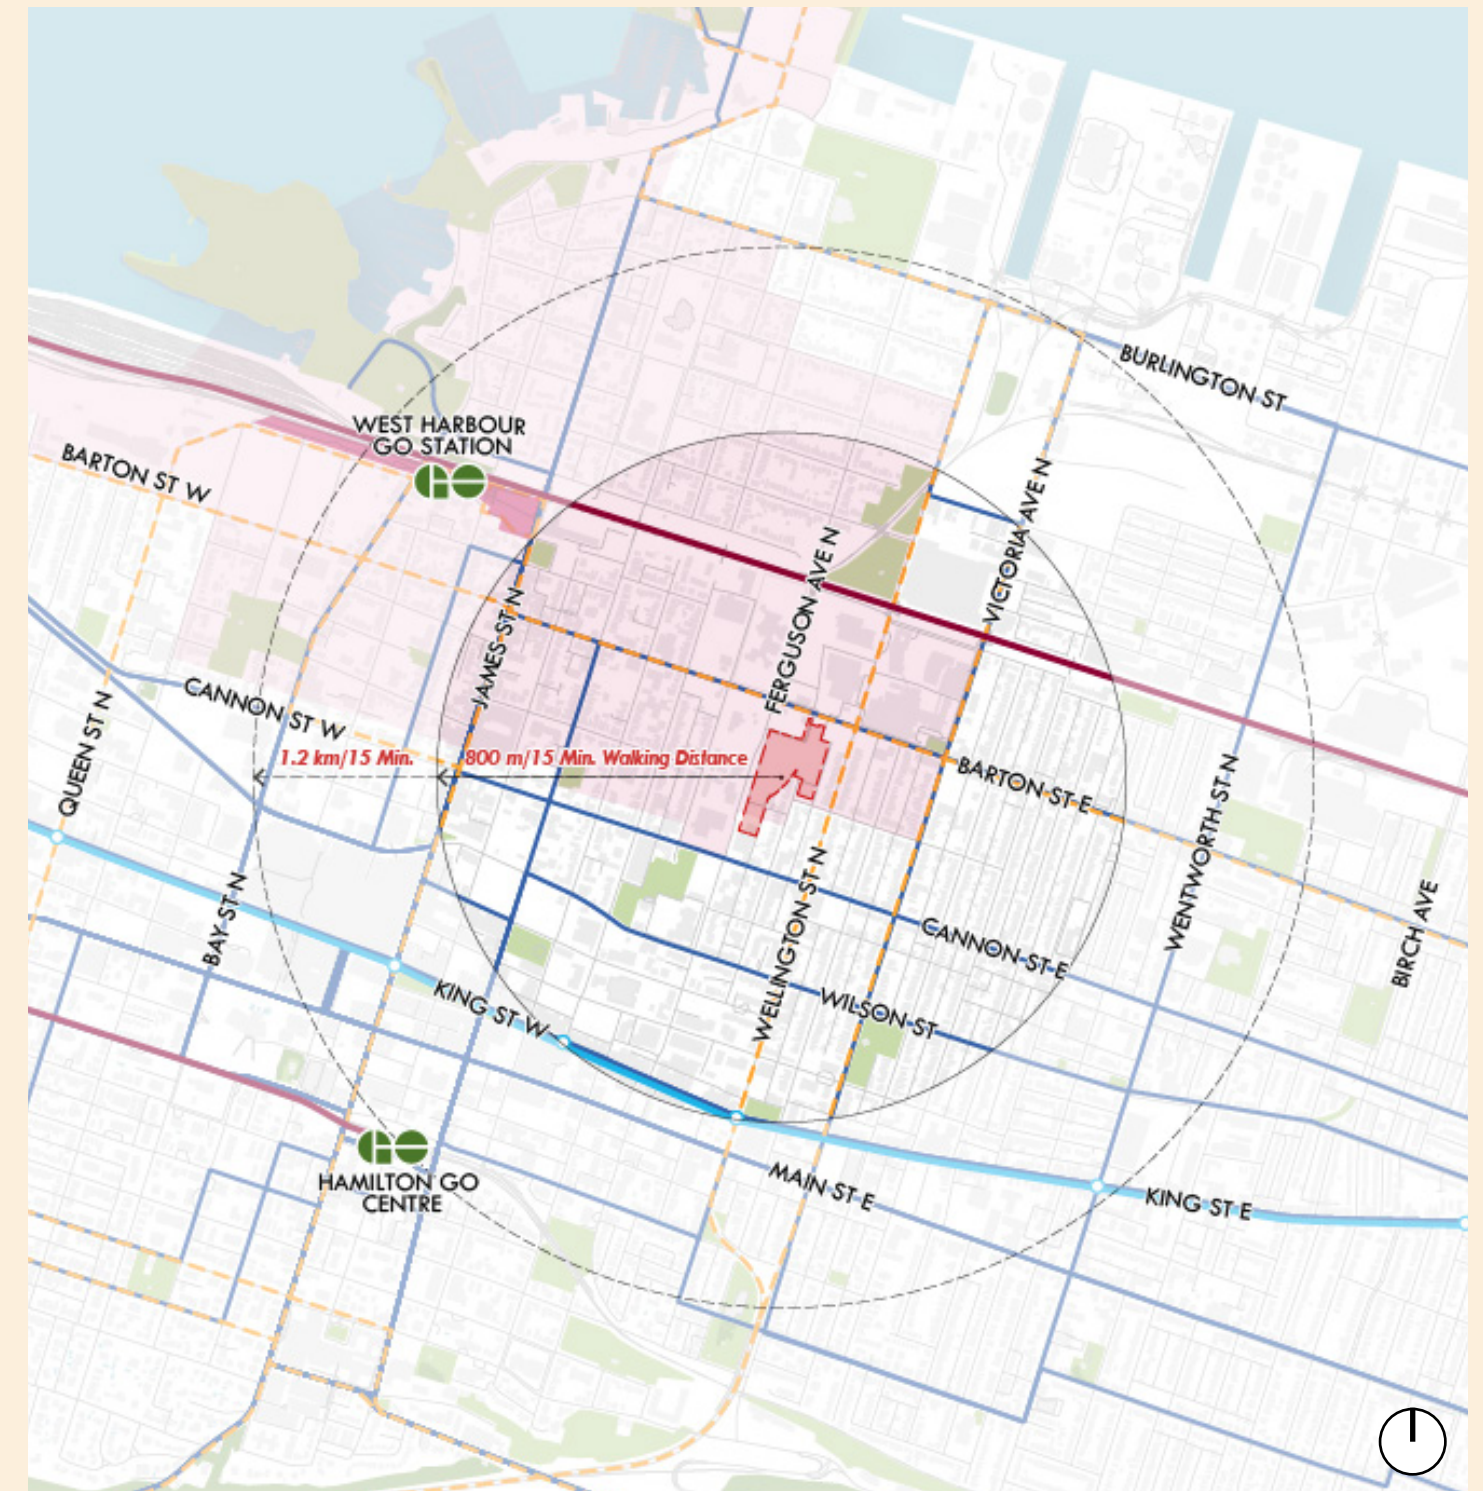 BURLINGTON ST
WEST HARBOUR
GO STATION
GO
BARTON ST W
VICTORIA AVE N
FERGUSON AVE N
JAMES ST N
CANNON ST W
QUEEN ST N
1.2 km/15 Min.
800 m/15 Min. Walking Distance
BARTON ST E
WENTWORTH ST N
BAY ST N
WELLINGTON ST N
CANNON ST E
BIRCH AVE
KING ST W
WILSON ST
GO
HAMILTON GO
CENTRE
MAIN ST E
KING ST E